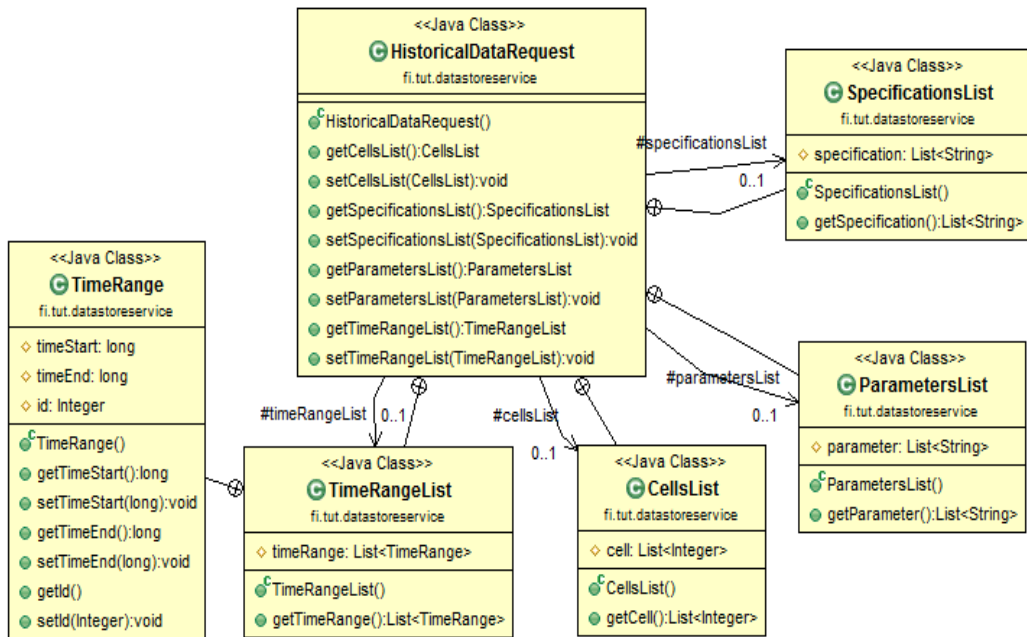 <<Java Class>>
HistoricalDataRequest
fi.tut.datastoreservice
HistoricalDataRequest()
getCellsList():CellsList
setCellsList(CellsList):void
getSpecificationsList():SpecificationsList
setSpecificationsList(SpecificationsList):void
getParametersList():ParametersList
setParametersList(ParametersList):void
getTimeRangeList():TimeRangeList
setTimeRangeList(TimeRangeList):void
#specificationsList
0..1
<<Java Class>>
SpecificationsList
fi.tut.datastoreservice
specification: List<String>
SpecificationsList()
getSpecification():List<String>
<<Java Class>>
TimeRange
fi.tut.datastoreservice
timeStart: long
timeEnd: long
id: Integer
TimeRange()
getTimeStart():long
setTimeStart(long):void
getTimeEnd():long
setTimeEnd(long):void
getId()
setId(Integer):void
#timeRangeList
0..1
#cellsList
0..1
#parametersList
0..1
<<Java Class>>
TimeRangeList
fi.tut.datastoreservice
timeRange: List<TimeRange>
TimeRangeList()
getTimeRange():List<TimeRange>
<<Java Class>>
CellsList
fi.tut.datastoreservice
cell: List<Integer>
CellsList()
getCell():List<Integer>
<<Java Class>>
ParametersList
fi.tut.datastoreservice
parameter: List<String>
ParametersList()
getParameter():List<String>